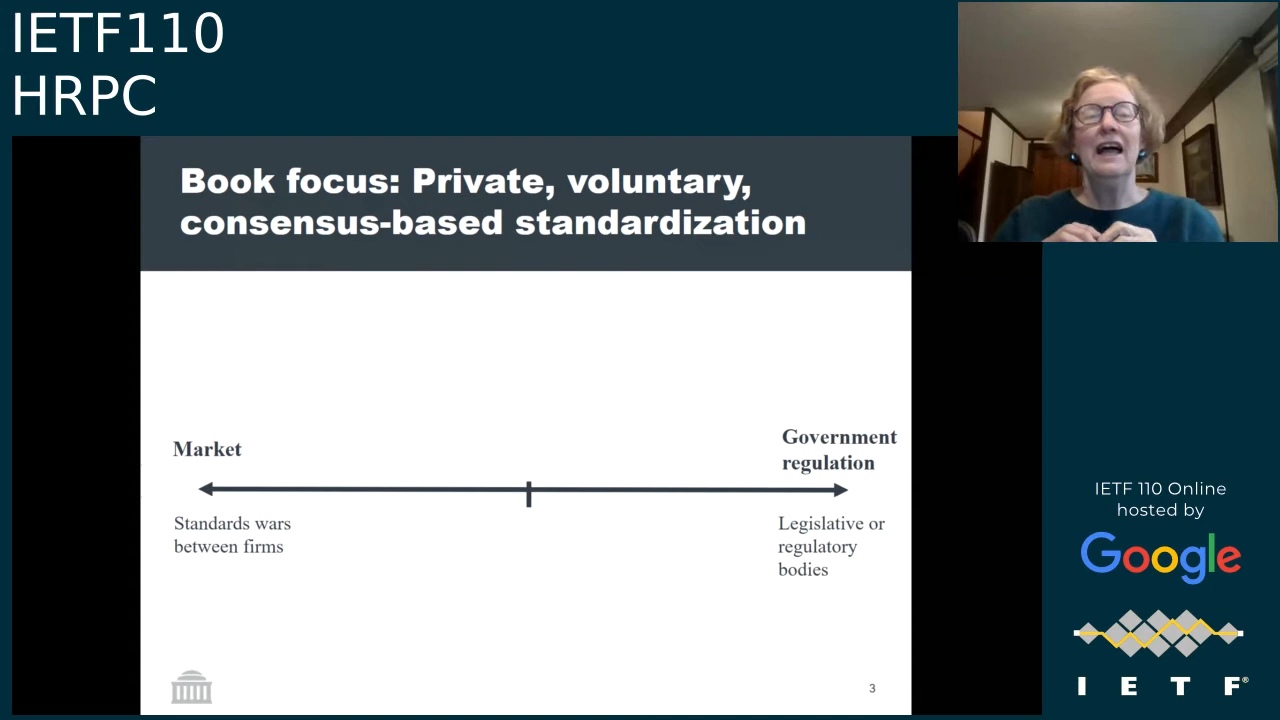 IETF110
HRPC
Book focus: Private, voluntary,
consensus-based standardization
Market
Government
regulation
Standards wars
between firms
Legislative or
regulatory
bodies
3
IETF 110 Online
hosted by
Google
I E T F®